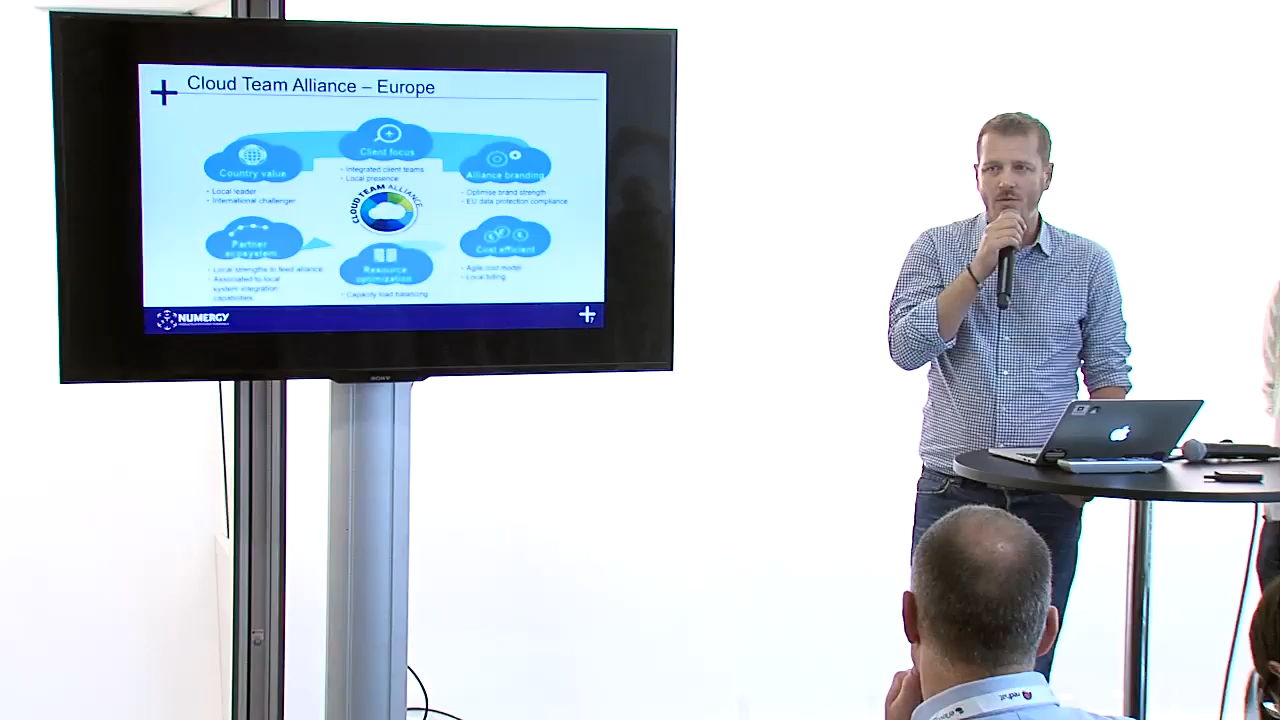 Cloud Team Alliance – Europe
Client focus
• Integrated client teams
• Local presence
Country value
• Local leader
• International challenger
Alliance branding
• Optimise brand strength
• EU data protection compliance
CLOUD TEAM ALLIANCE
Partner
ecosystem
• Local strengths to feed alliance
• Associated to local
system integration
capabilities
Resource
optimization
• Capacity load balancing
Cost efficient
• Agile cost model
• Local billing
NUMERGY
7
SONY
redhat